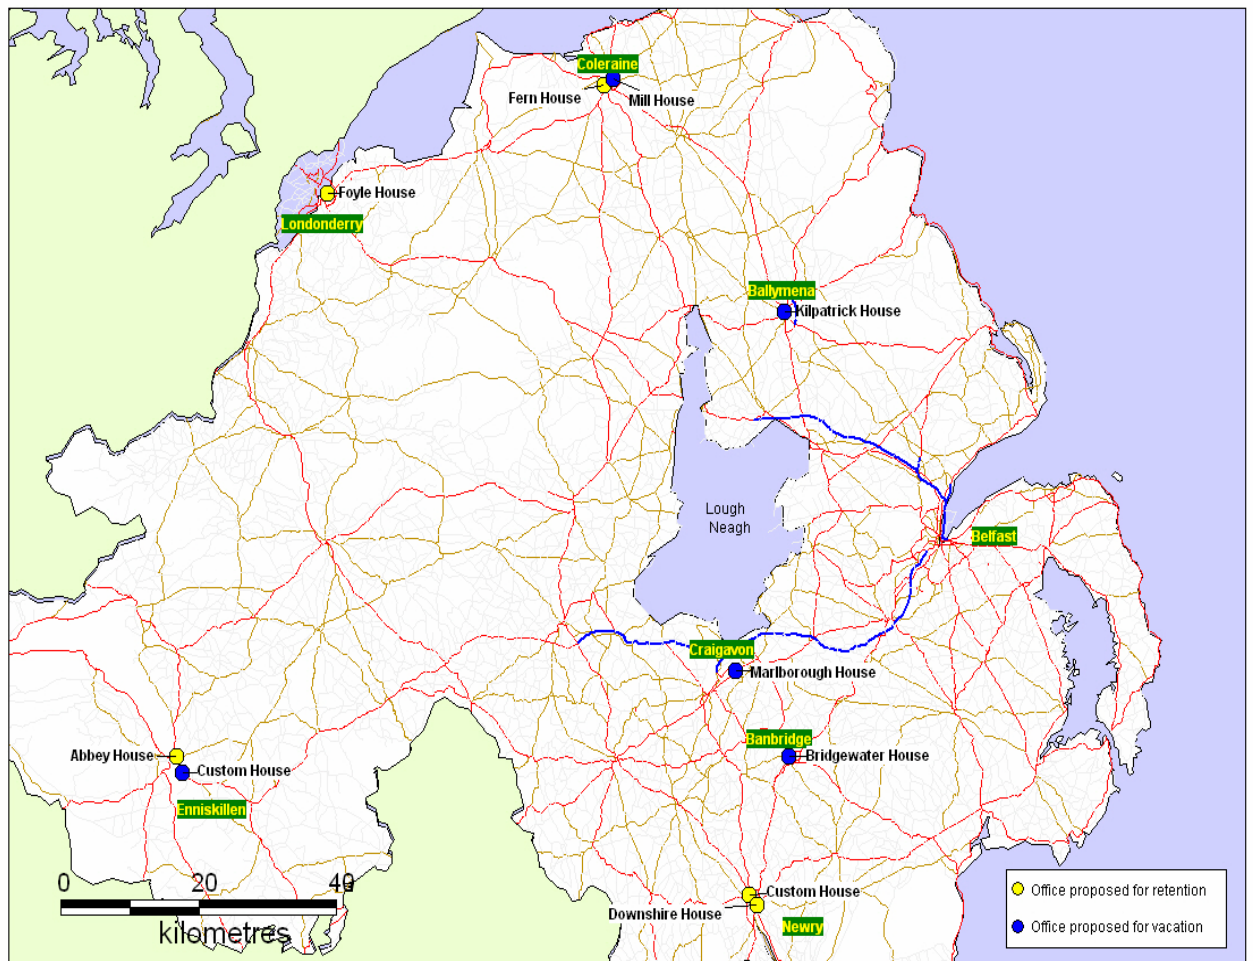 Coleraine
Fern House
Mill House
Foyle House
Londonderry
Ballymena
Kilpatrick House
Lough
Neagh
Belfast
Craigavon
Marlborough House
Banbridge
Bridgewater House
Abbey House
Custom House
Enniskillen
0 20 40
kilometres
Custom House
Downshire House
Newry
Office proposed for retention
Office proposed for vacation